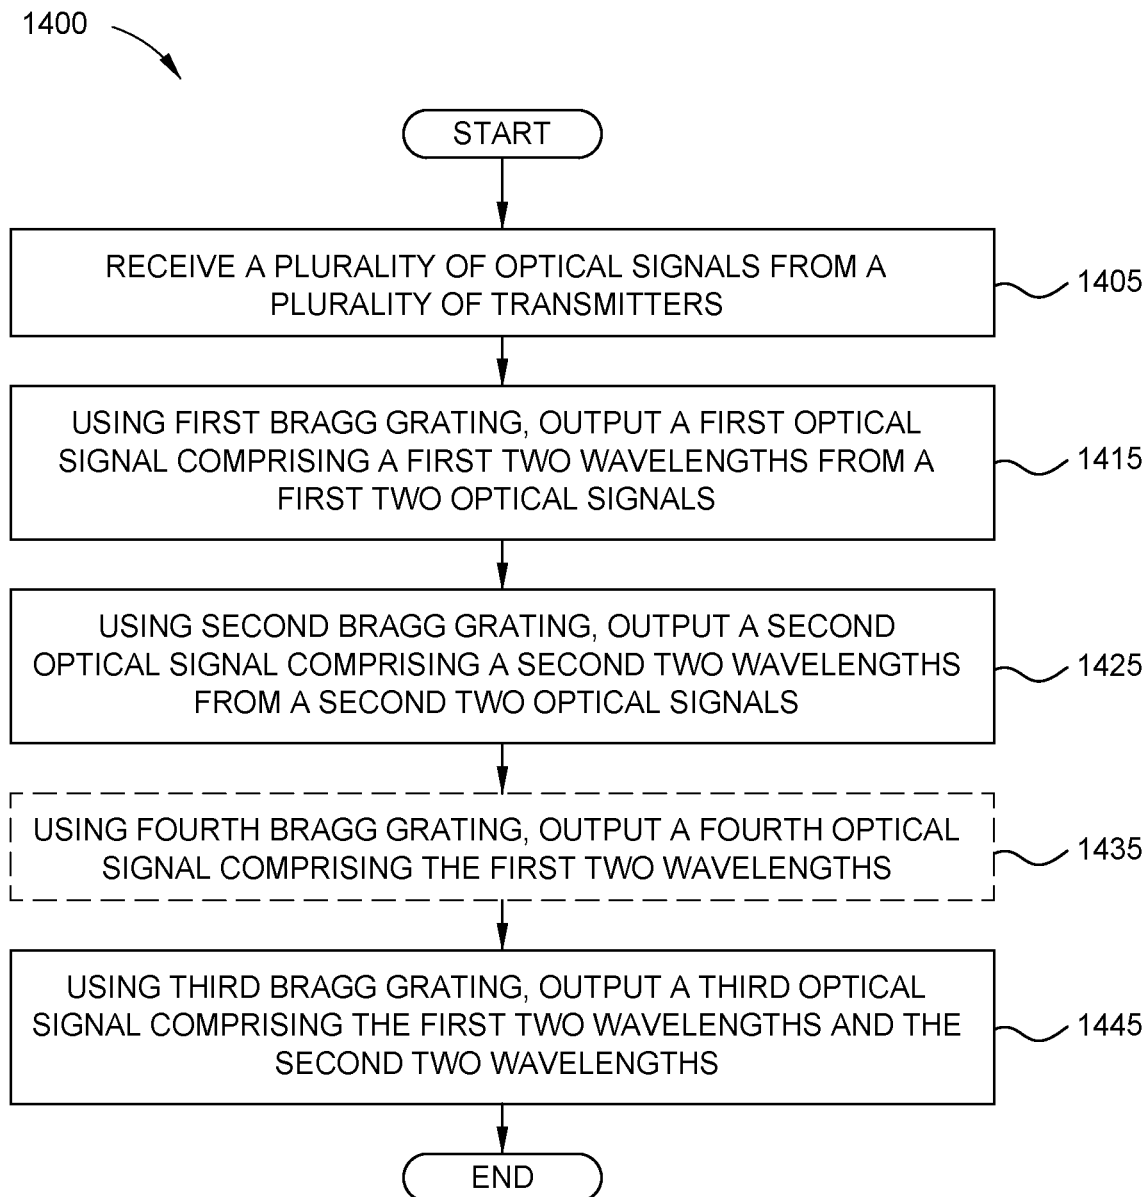 1400
START
RECEIVE A PLURALITY OF OPTICAL SIGNALS FROM A
PLURALITY OF TRANSMITTERS
1405
USING FIRST BRAGG GRATING, OUTPUT A FIRST OPTICAL
SIGNAL COMPRISING A FIRST TWO WAVELENGTHS FROM A
FIRST TWO OPTICAL SIGNALS
1415
USING SECOND BRAGG GRATING, OUTPUT A SECOND
OPTICAL SIGNAL COMPRISING A SECOND TWO WAVELENGTHS
FROM A SECOND TWO OPTICAL SIGNALS
1425
USING FOURTH BRAGG GRATING, OUTPUT A FOURTH OPTICAL
SIGNAL COMPRISING THE FIRST TWO WAVELENGTHS
1435
USING THIRD BRAGG GRATING, OUTPUT A THIRD OPTICAL
SIGNAL COMPRISING THE FIRST TWO WAVELENGTHS AND THE
SECOND TWO WAVELENGTHS
1445
END